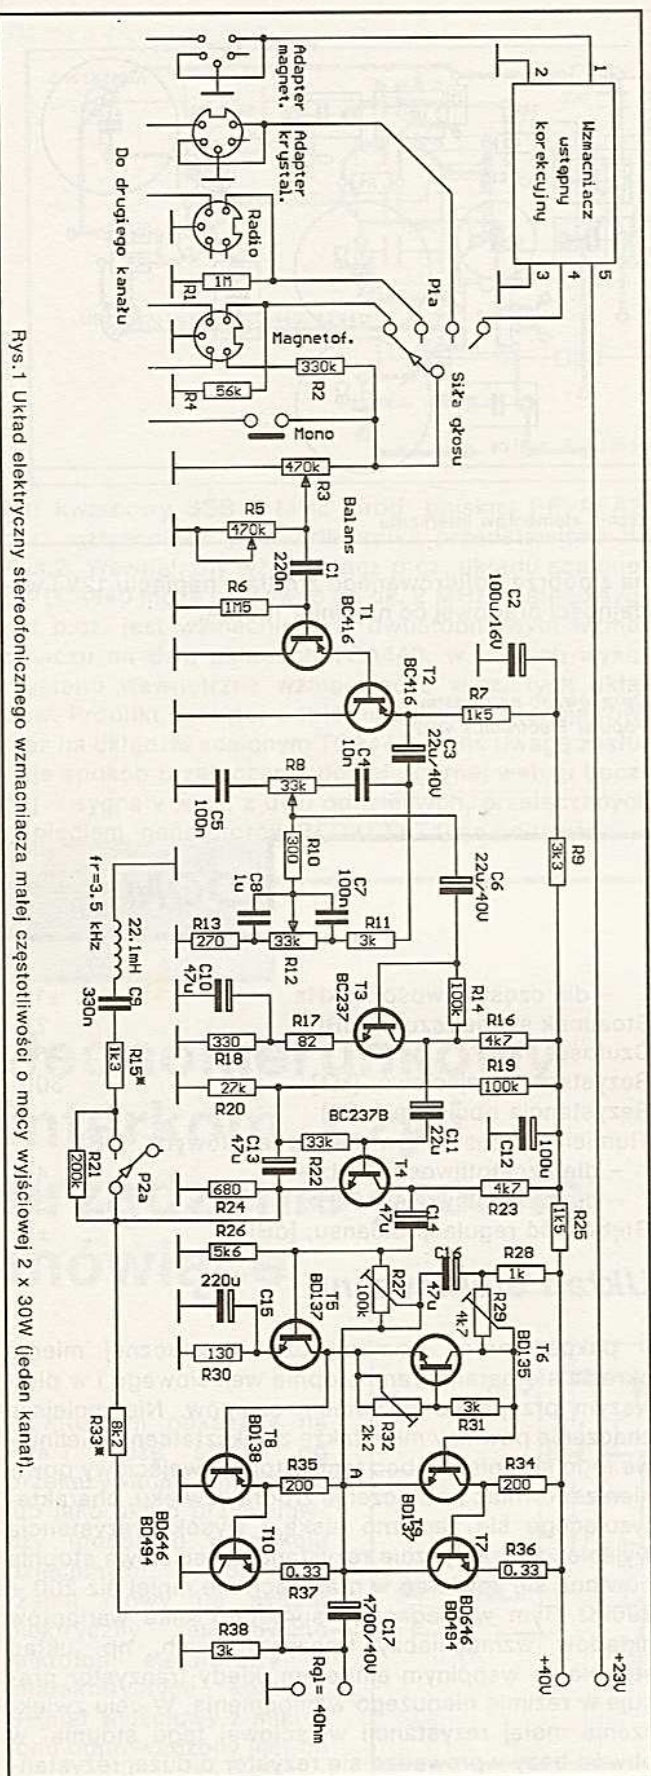 Wzmacniacz
wstępny
korekcyjny
1
2
3
4
5
Adapter
magnet.
Adapter
krystal.
Do drugiego kanału
Radio
R1
1M
Magnetof.
R4
56k
330k
R2
P1a
Siła głosu
Mono
470k
R3
Balans
R5
470k
C1
220n
R6
1M5
T1
BC416
C2
100u/16V
T2
BC416
R7
1k5
C3
22u/40V
C4
10n
R8
33k
C5
100n
R9
3k3
R10
300
C6
22u/40V
C7
100n
C8
1u
R11
3k
33k
R12
R13
270
T3
BC237
R14
100k
R16
4k7
R17
82
C10
47u
330
R18
R19
100k
R20
27k
fr=3.5 kHz
22.1mH
C9
330n
R15*
1k3
R21
200k
P2a
BC237B
T4
C11
22u
33k
R22
C13
47u
680
R24
C12
100u
4k7
R23
R25
1k5
C14
47u
R26
5k6
R27
100k
T5
BD137
C15
220u
130
R30
C16
47u
R28
1k
R29
4k7
T6
BD135
3k
R31
R32
2k2
R33*
8k2
T8
BD138
R35
200
A
T9
BD137
R34
200
T7
BD646
BD494
R36
0.33
T10
BD646
BD494
0.33
R37
C17
4700/40V
R38
3k
Rgl= 4Ohm
+40V
+23V
Rys.1 Układ elektryczny stereofonicznego wzmacniacza małej częstotliwości o mocy wyjściowej 2 x 30W (jeden kanał).